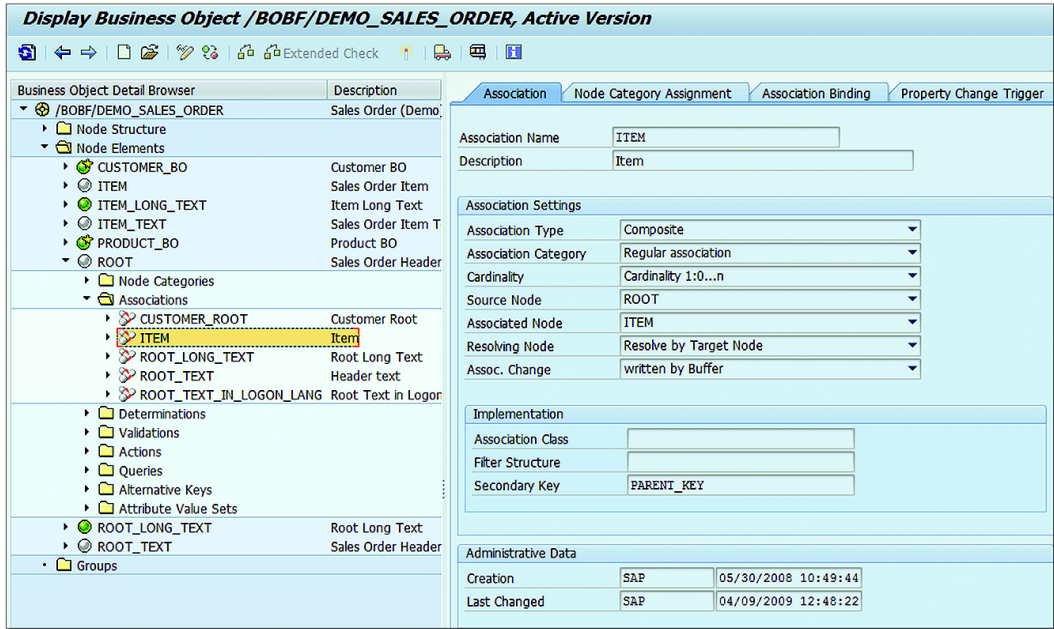 Display Business Object /BOBF/DEMO_SALES_ORDER, Active Version
Extended Check
Business Object Detail Browser Description
/BOBF/DEMO_SALES_ORDER Sales Order (Demo)
Node Structure
Node Elements
CUSTOMER_BO Customer BO
ITEM Sales Order Item
ITEM_LONG_TEXT Item Long Text
ITEM_TEXT Sales Order Item T
PRODUCT_BO Product BO
ROOT Sales Order Header
Node Categories
Associations
CUSTOMER_ROOT Customer Root
ITEM Item
ROOT_LONG_TEXT Root Long Text
ROOT_TEXT Header text
ROOT_TEXT_IN_LOGON_LANG Root Text in Logon
Determinations
Validations
Actions
Queries
Alternative Keys
Attribute Value Sets
ROOT_LONG_TEXT Root Long Text
ROOT_TEXT Sales Order Header
Groups
Association Node Category Assignment Association Binding Property Change Trigger
Association Name ITEM
Description Item
Association Settings
Association Type Composite
Association Category Regular association
Cardinality Cardinality 1:0...n
Source Node ROOT
Associated Node ITEM
Resolving Node Resolve by Target Node
Assoc. Change written by Buffer
Implementation
Association Class
Filter Structure
Secondary Key PARENT_KEY
Administrative Data
Creation SAP 05/30/2008 10:49:44
Last Changed SAP 04/09/2009 12:48:22